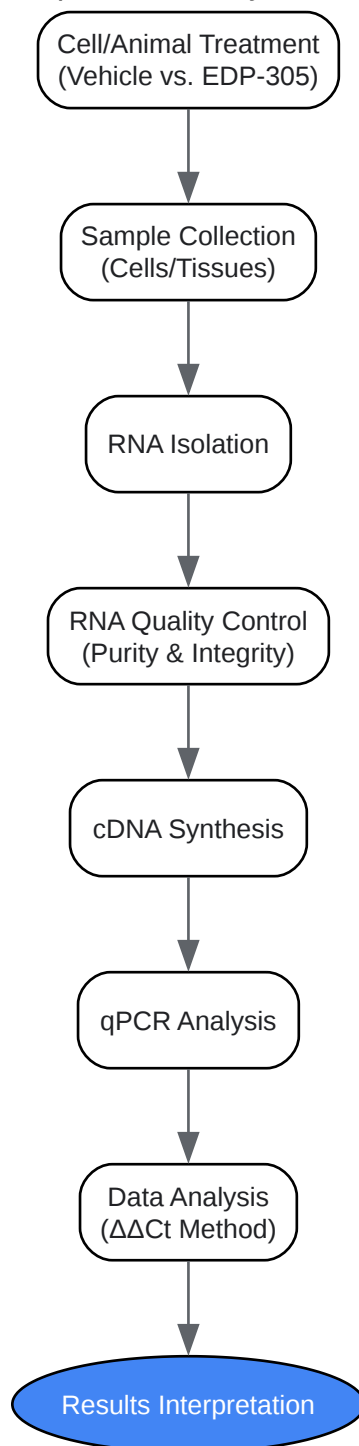 Cell/Animal Treatment
(Vehicle vs. EDP-305)
Sample Collection
(Cells/Tissues)
RNA Isolation
RNA Quality Control
(Purity & Integrity)
cDNA Synthesis
qPCR Analysis
Data Analysis
(ΔΔCt Method)
Results Interpretation